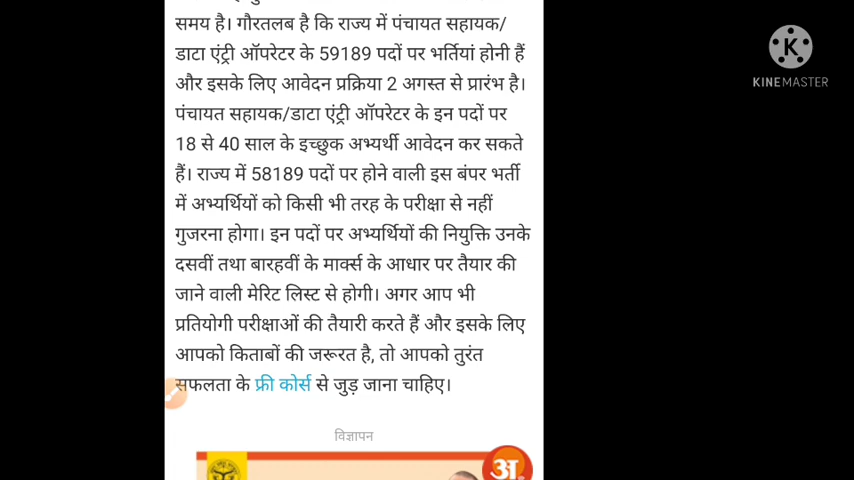 समय है। गौरतलब है कि राज्य में पंचायत सहायक/
डाटा एंट्री ऑपरेटर के 59189 पदों पर भर्तियां होनी हैं
और इसके लिए आवेदन प्रक्रिया 2 अगस्त से प्रारंभ है।
पंचायत सहायक/डाटा एंट्री ऑपरेटर के इन पदों पर
18 से 40 साल के इच्छुक अभ्यर्थी आवेदन कर सकते
हैं। राज्य में 58189 पदों पर होने वाली इस बंपर भर्ती
में अभ्यर्थियों को किसी भी तरह के परीक्षा से नहीं
गुजरना होगा। इन पदों पर अभ्यर्थियों की नियुक्ति उनके
दसवीं तथा बारहवीं के मार्क्स के आधार पर तैयार की
जाने वाली मेरिट लिस्ट से होगी। अगर आप भी
प्रतियोगी परीक्षाओं की तैयारी करते हैं और इसके लिए
आपको किताबों की जरूरत है, तो आपको तुरंत
सफलता के फ्री कोर्स से जुड़ जाना चाहिए।
विज्ञापन
अ
K
KINEMASTER